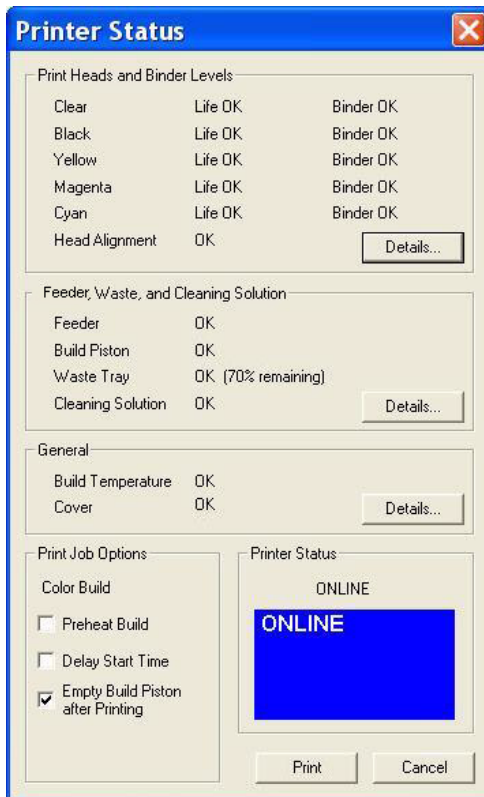 Printer Status
Print Heads and Binder Levels
Clear Life OK Binder OK
Black Life OK Binder OK
Yellow Life OK Binder OK
Magenta Life OK Binder OK
Cyan Life OK Binder OK
Head Alignment OK
Details...
Feeder, Waste, and Cleaning Solution
Feeder OK
Build Piston OK
Waste Tray OK (70% remaining)
Cleaning Solution OK
Details...
General
Build Temperature OK
Cover OK
Details...
Print Job Options
Color Build
Preheat Build
Delay Start Time
Empty Build Piston
after Printing
Printer Status
ONLINE
ONLINE
Print
Cancel